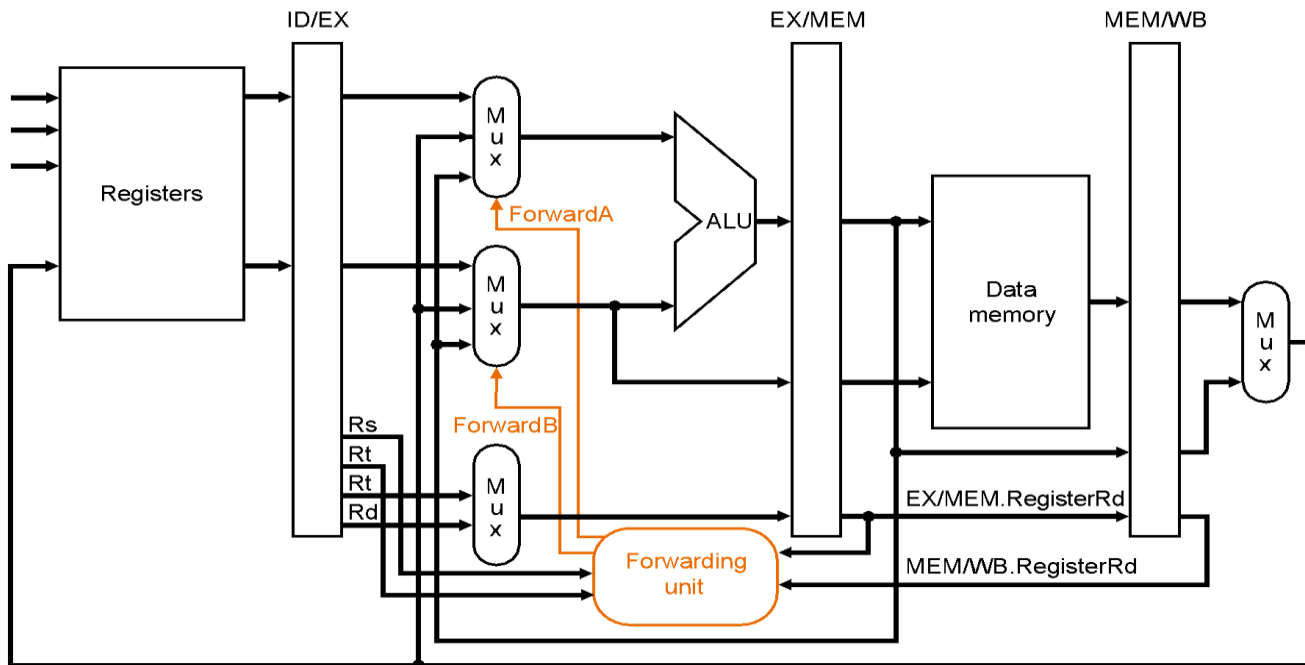 ID/EX
EX/MEM
MEM/WB
Registers
M
u
x
ForwardA
ALU
M
u
x
Data
memory
M
u
x
ForwardB
Rs
Rt
Rt
Rd
M
u
x
EX/MEM.RegisterRd
Forwarding
unit
MEM/WB.RegisterRd